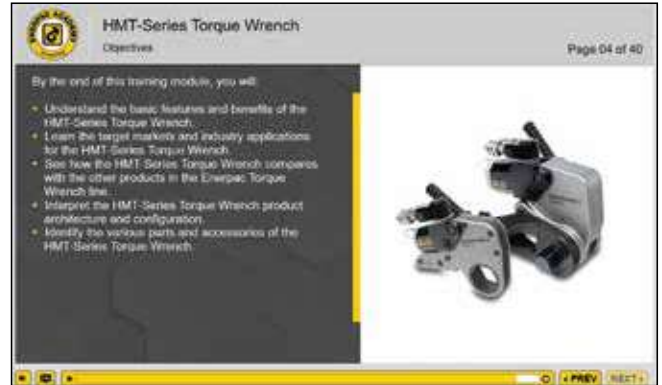 ENERPAC ACADEMY
HMT-Series Torque Wrench
Objectives
Page 04 of 40
By the end of this training module, you will:
• Understand the basic features and benefits of the
HMT-Series Torque Wrench.
• Learn the target markets and industry applications
for the HMT-Series Torque Wrench.
• See how the HMT-Series Torque Wrench compares
with the other products in the Enerpac Torque
Wrench line.
• Interpret the HMT-Series Torque Wrench product
architecture and configuration.
• Identify the various parts and accessories of the
HMT-Series Torque Wrench.
PREV
NEXT